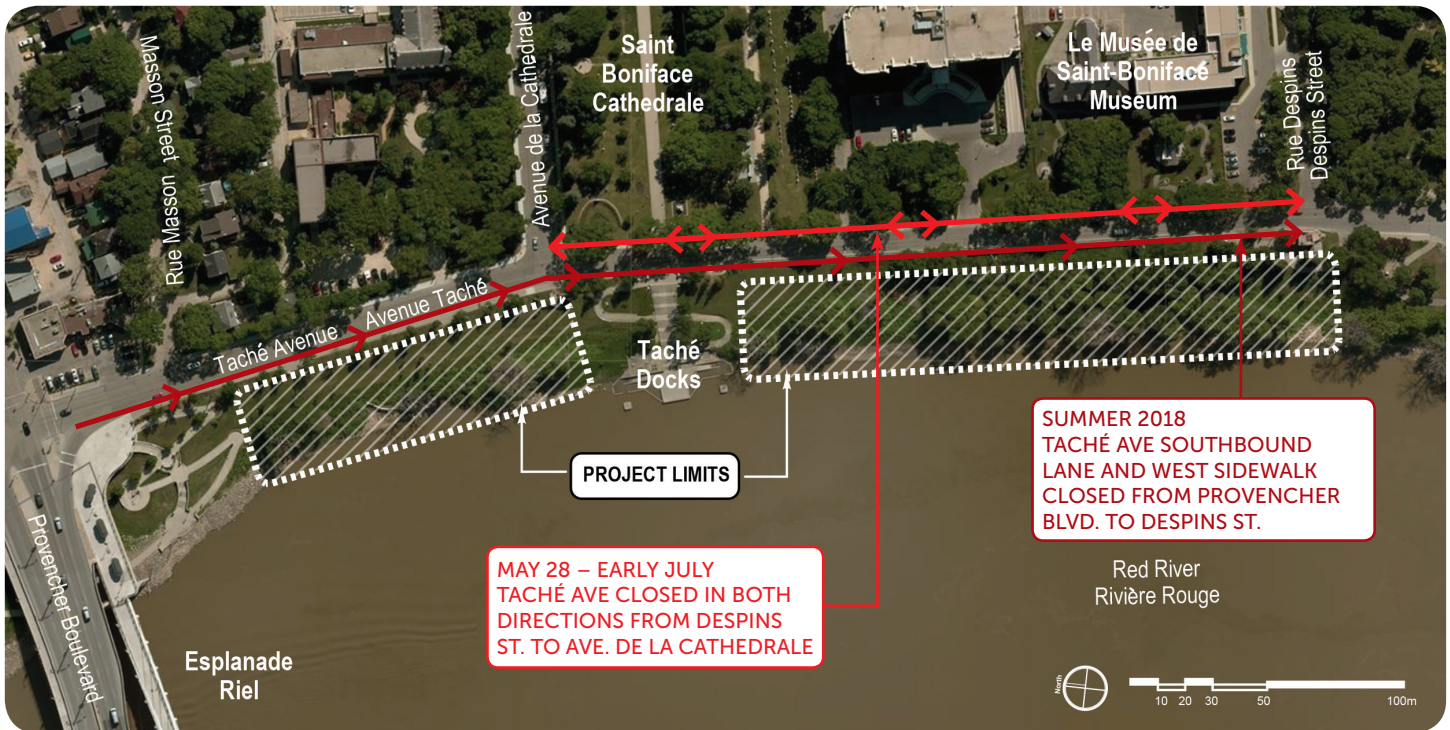 Masson Street
Rue Masson
Avenue de la Cathédrale
Saint
Boniface
Cathedrale
Le Musée de
Saint-Boniface
Museum
Rue Despins
Despins Street
Taché Avenue
Avenue Taché
Taché
Docks
PROJECT LIMITS
SUMMER 2018
TACHÉ AVE SOUTHBOUND
LANE AND WEST SIDEWALK
CLOSED FROM PROVENCHER
BLVD. TO DESPINS ST.
MAY 28 – EARLY JULY
TACHÉ AVE CLOSED IN BOTH
DIRECTIONS FROM DESPINS
ST. TO AVE. DE LA CATHEDRALE
Red River
Rivière Rouge
Provencher Boulevard
Esplanade
Riel
North
10 20 30 50 100m